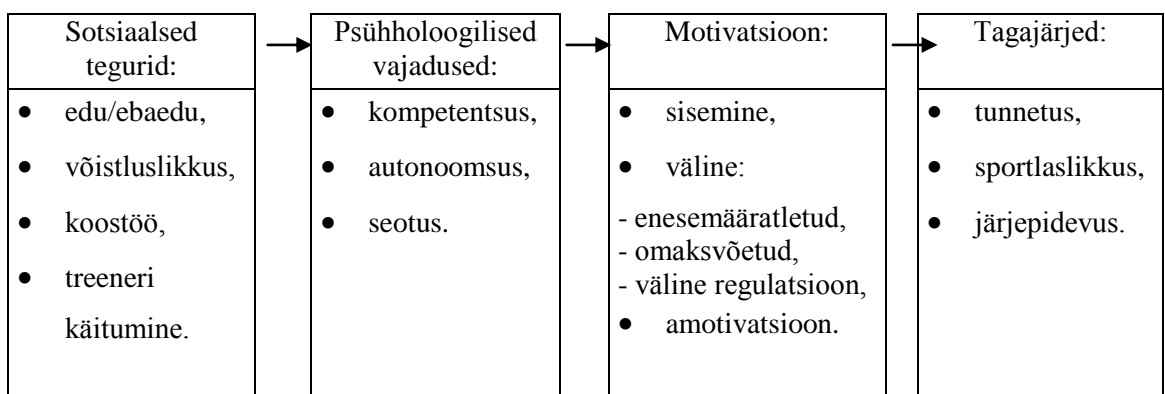 Sotsiaalsed
tegurid:
• edu/ebaedu,
• võistluslikkus,
• koostöö,
• treeneri
käitumine.
Psühholoogilised
vajadused:
• kompetentsus,
• autonoomsus,
• seotus.
Motivatsioon:
• sisemine,
• väline:
- enesemääratletud,
- omaksvõetud,
- väline regulatsioon,
• amotivatsioon.
Tagajärjed:
• tunnetus,
• sportlaslikkus,
• järjepidevus.